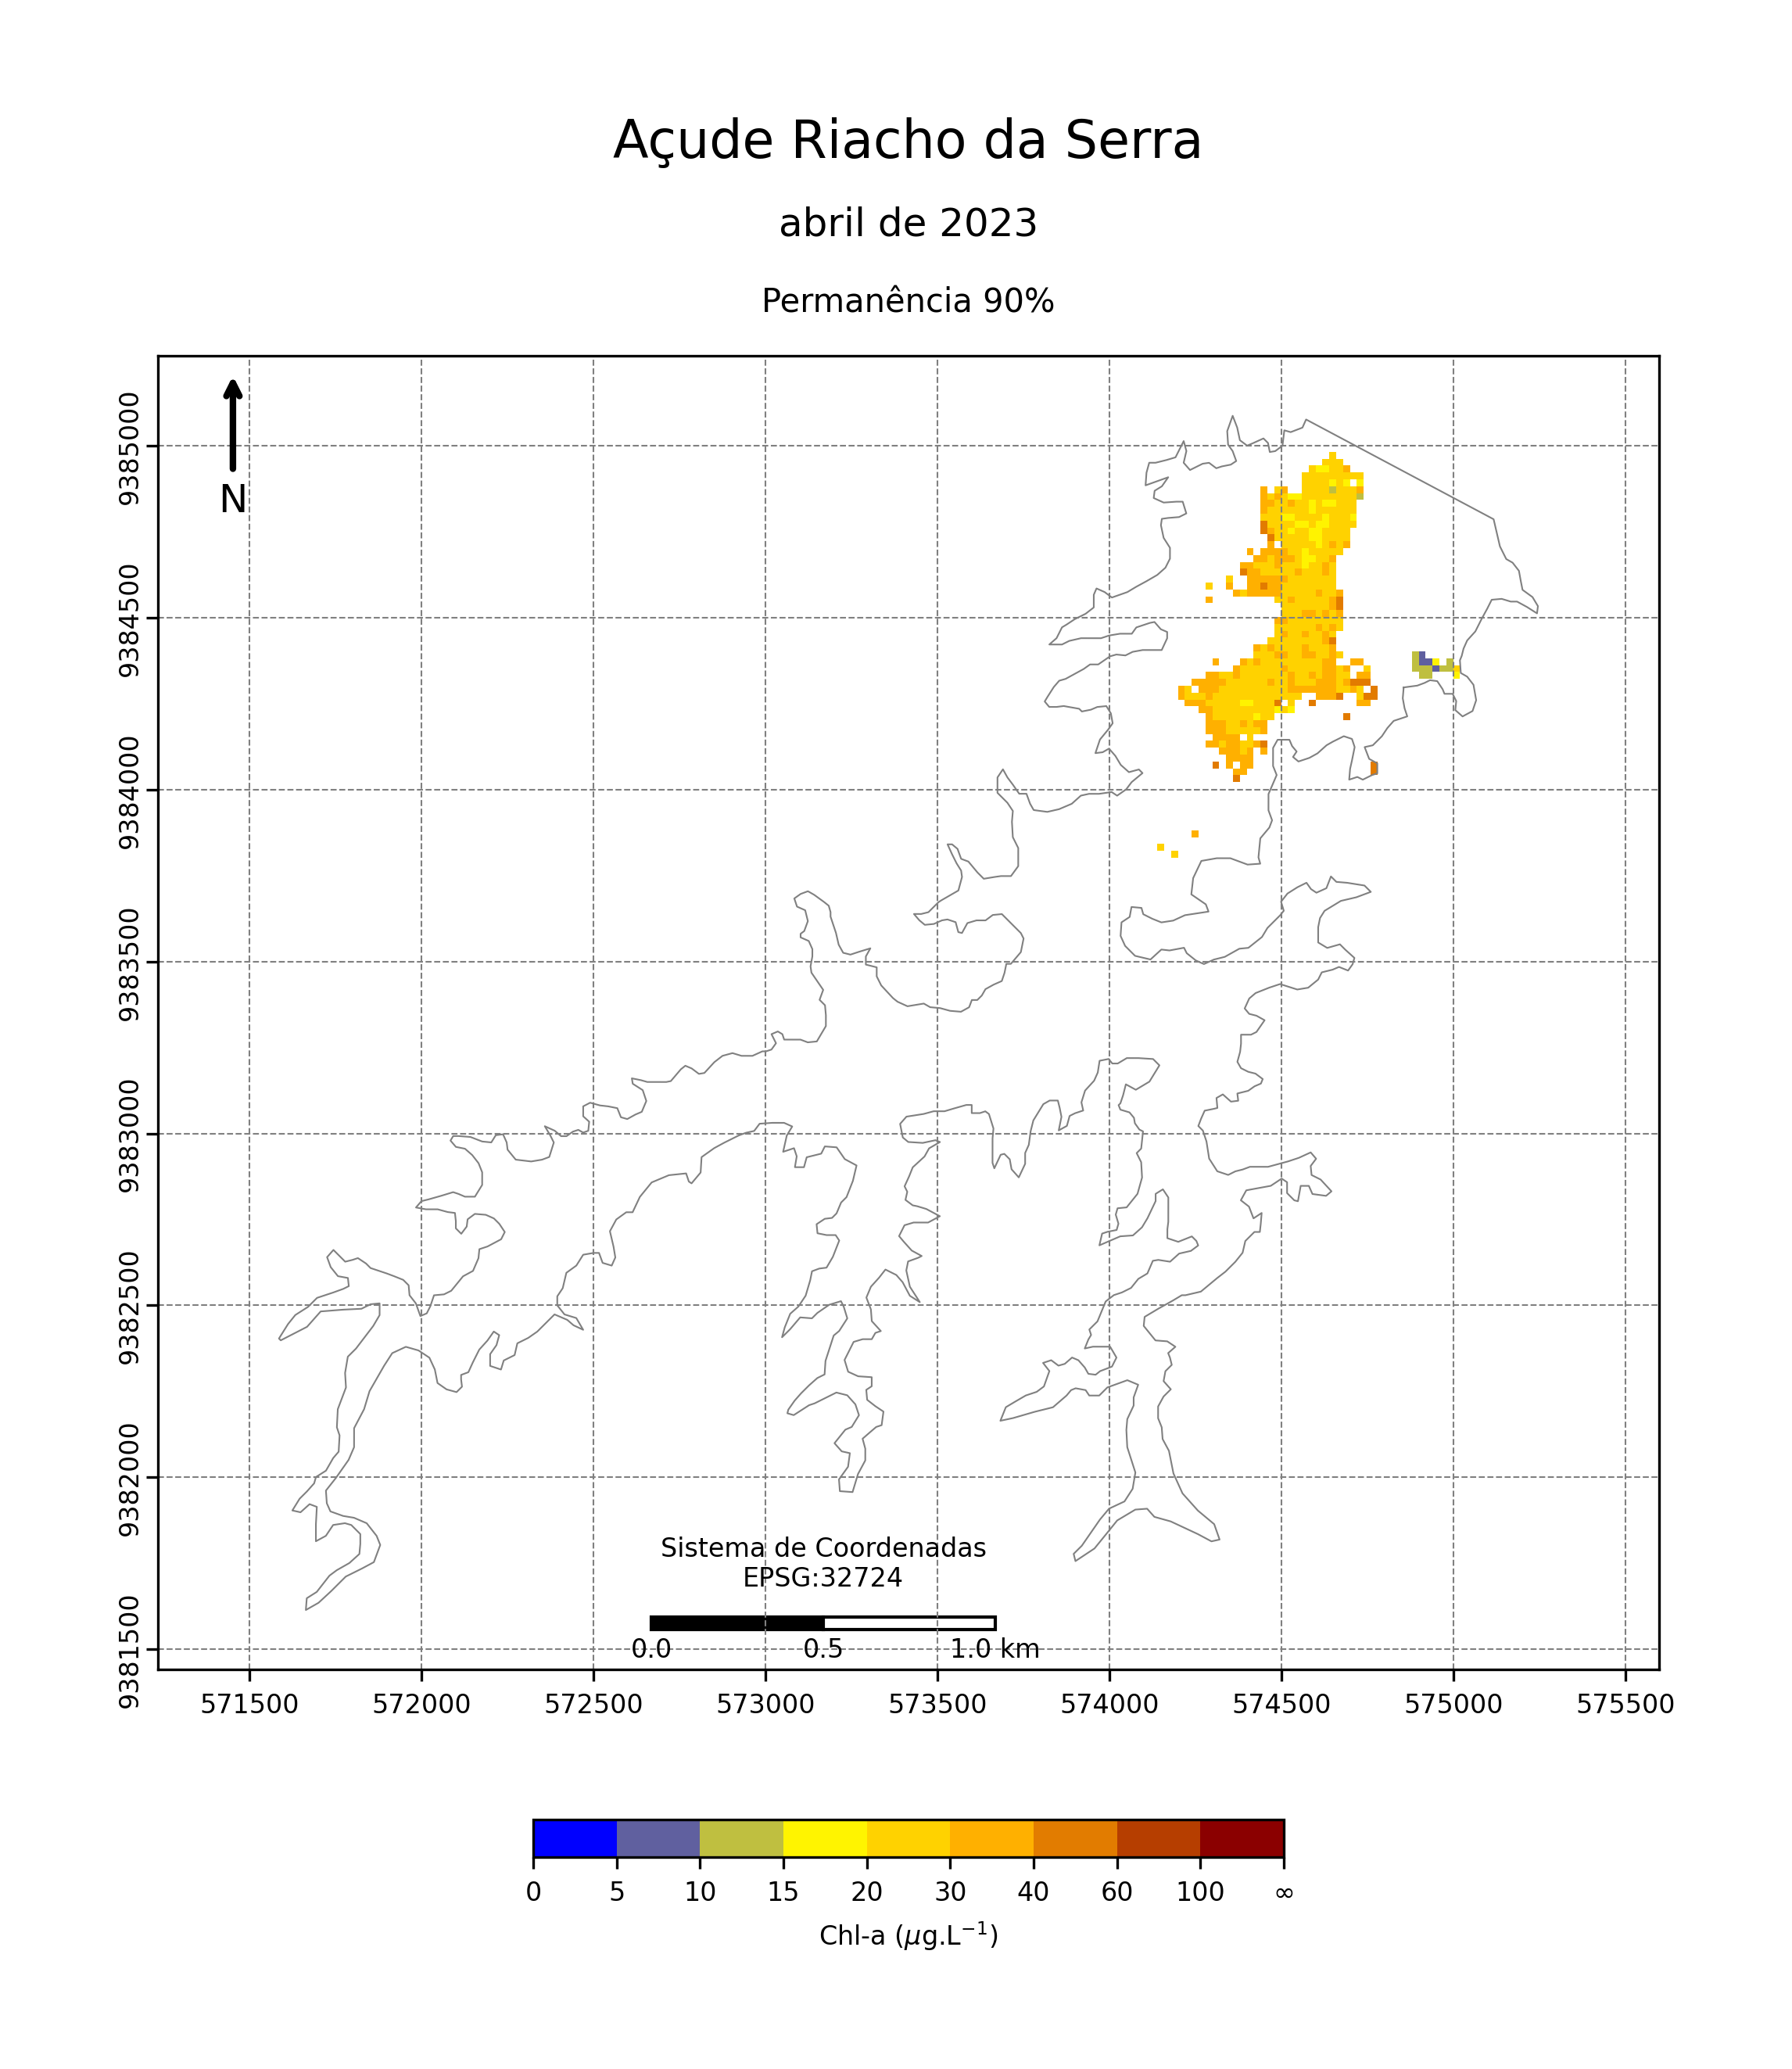 Açude Riacho da Serra
abril de 2023
Permanência 90%
N
9385000
9384500
9384000
9383500
9383000
9382500
9382000
9381500
Sistema de Coordenadas
EPSG:32724
0.0 0.5 1.0 km
571500 572000 572500 573000 573500 574000 574500 575000 575500
0 5 10 15 20 30 40 60 100 ∞
Chl-a (μg.L⁻¹)